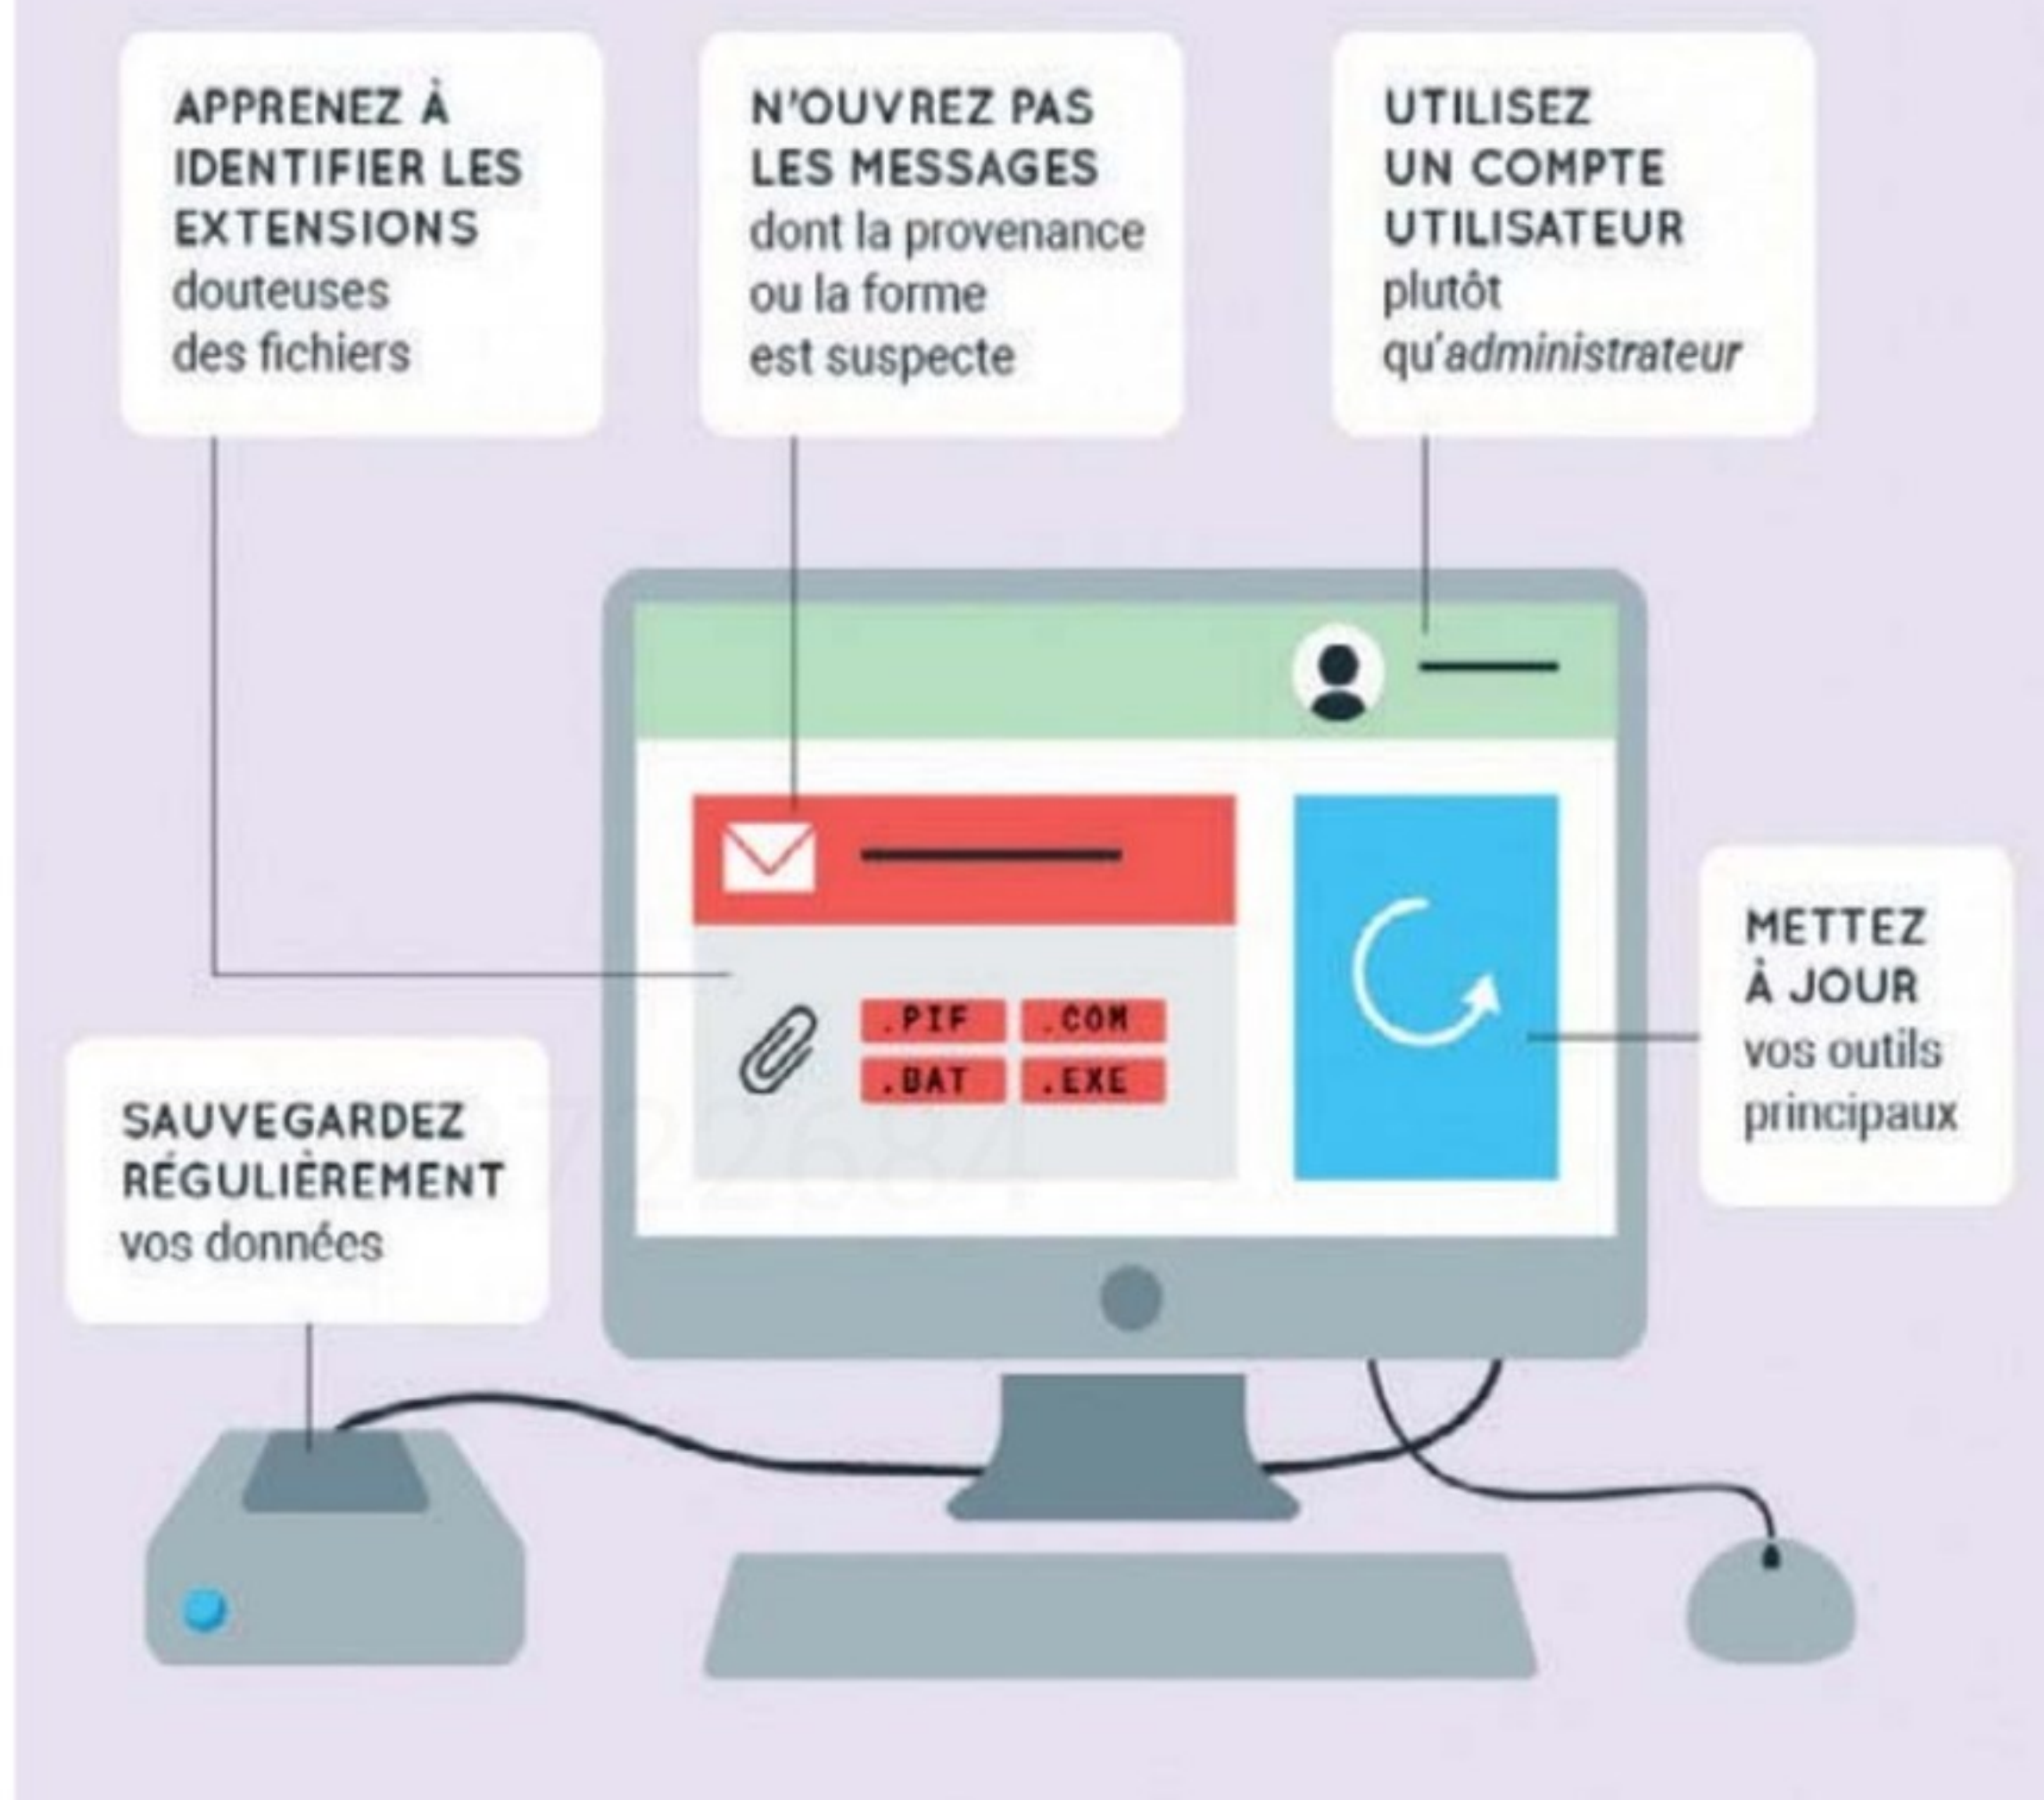 APPRENEZ À
IDENTIFIER LES
EXTENSIONS
douteuses
des fichiers
N'OUVREZ PAS
LES MESSAGES
dont la provenance
ou la forme
est suspecte
UTILISEZ
UN COMPTE
UTILISATEUR
plutôt
qu'administrateur
.PIF .COM
.BAT .EXE
METTEZ
À JOUR
vos outils
principaux
SAUVEGARDEZ
RÉGULIÈREMENT
vos données